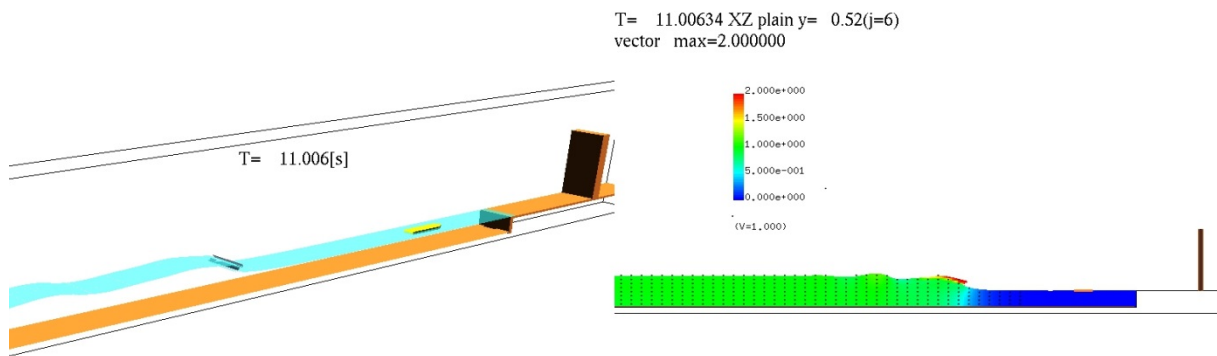 T= 11.006[s]
T= 11.00634 XZ plain y= 0.52(j=6)
vector max=2.000000
2.000e+000
1.500e+000
1.000e+000
5.000e-001
0.000e+000
(V=1.000)